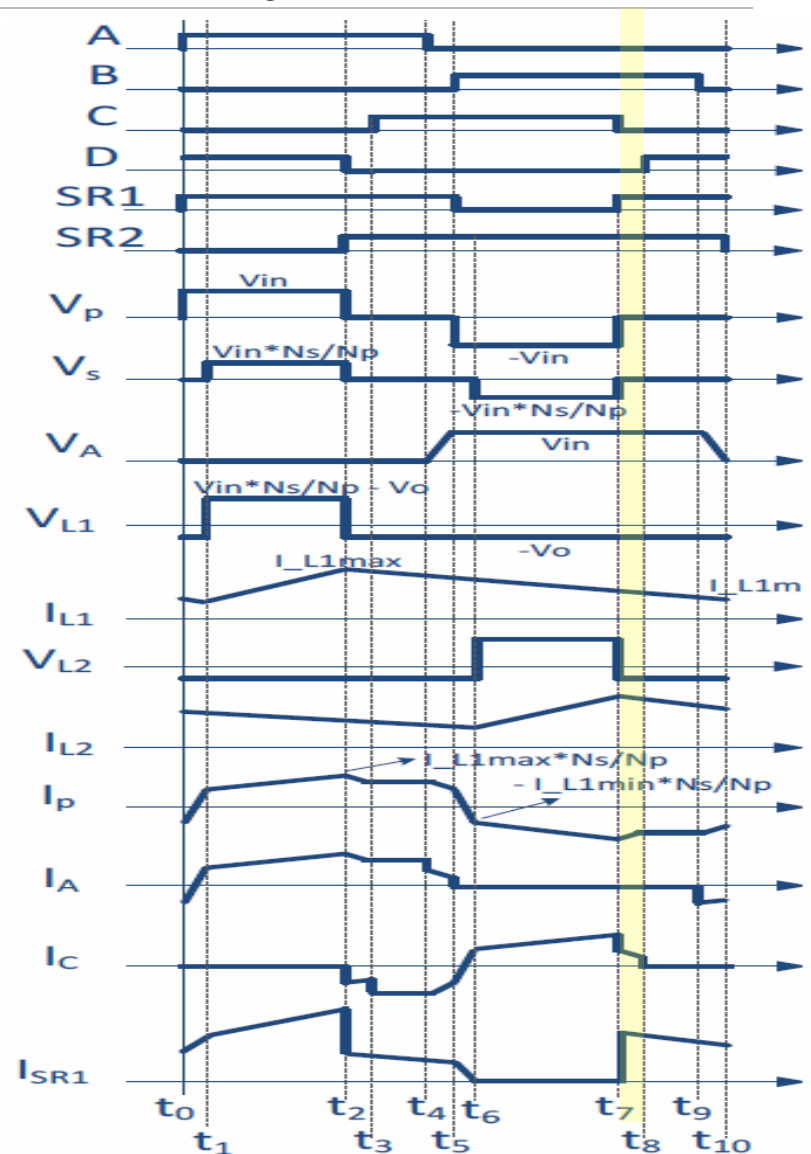 A
B
C
D
SR1
SR2
Vin
Vp
Vin*Ns/Np
-Vin
Vs
-Vin*Ns/Np
VA
Vin
Vin*Ns/Np - Vo
VL1
-Vo
I_L1max
I_L1m
IL1
VL2
IL2
I_L1max*Ns/Np
Ip
- I_L1min*Ns/Np
IA
IC
ISR1
t0 t2 t4 t6 t7 t9
t1 t3 t5 t8 t10